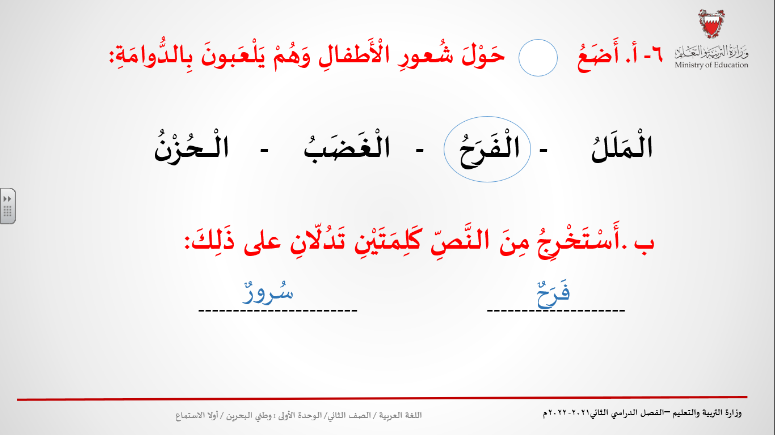 وزارة التربية والتعليم
Ministry of Education
٦- أ. أَضَعُ حَوْلَ شُعورِ الْأَطفالِ وَهُمْ يَلْعَبونَ بِالدُّوامَةِ:
الْمَلَلُ - الْفَرَحُ - الْغَضَبُ - الْـحُزْنُ
ب .أَسْتَخْرِجُ مِنَ النَّصِّ كَلِمَتَيْنِ تَدُلّانِ على ذَلِكَ:
فَرَحٌ سُرورٌ
وزارة التربية والتعليم –الفصل الدراسي الثاني٢٠٢١-٢٠٢٢م
اللغة العربية / الصف الثاني/ الوحدة الأولى : وطني البحرين / أولا الاستماع